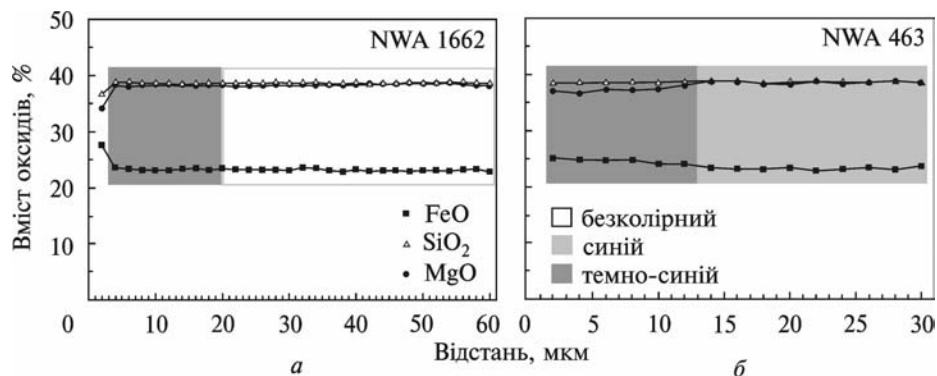 50
40
30
20
10
0
Вміст оксидів, %
NWA 1662
FeO
SiO₂
MgO
10 20 30 40 50 60
а
NWA 463
безколірний
синій
темно-синій
0 5 10 15 20 25 30
б
Відстань, мкм